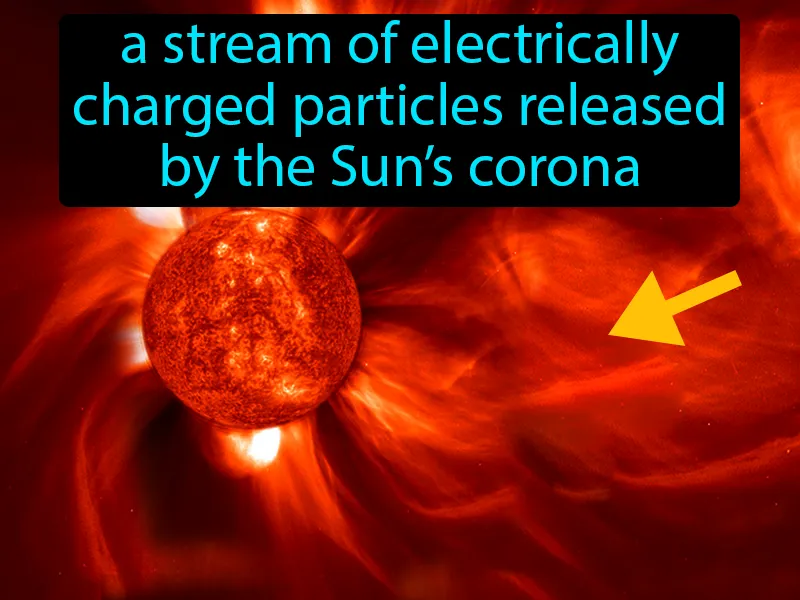 a stream of electrically
charged particles released
by the Sun’s corona